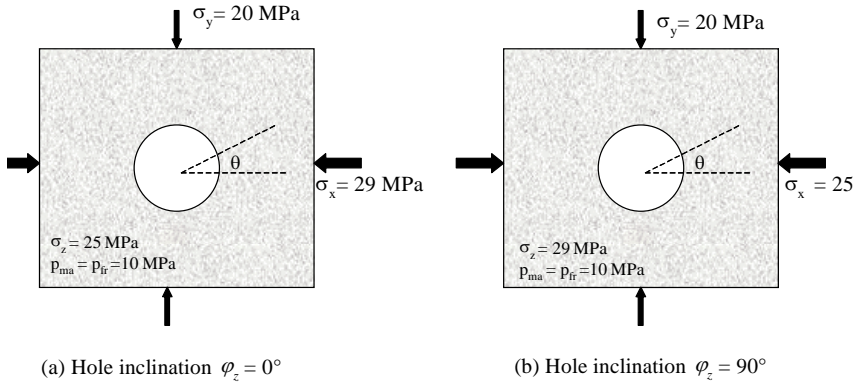 σy = 20 MPa
θ
σx = 29 MPa
σz = 25 MPa
pma = pfr =10 MPa
(a) Hole inclination φz = 0°
σy = 20 MPa
θ
σx = 25
σz = 29 MPa
pma = pfr =10 MPa
(b) Hole inclination φz = 90°